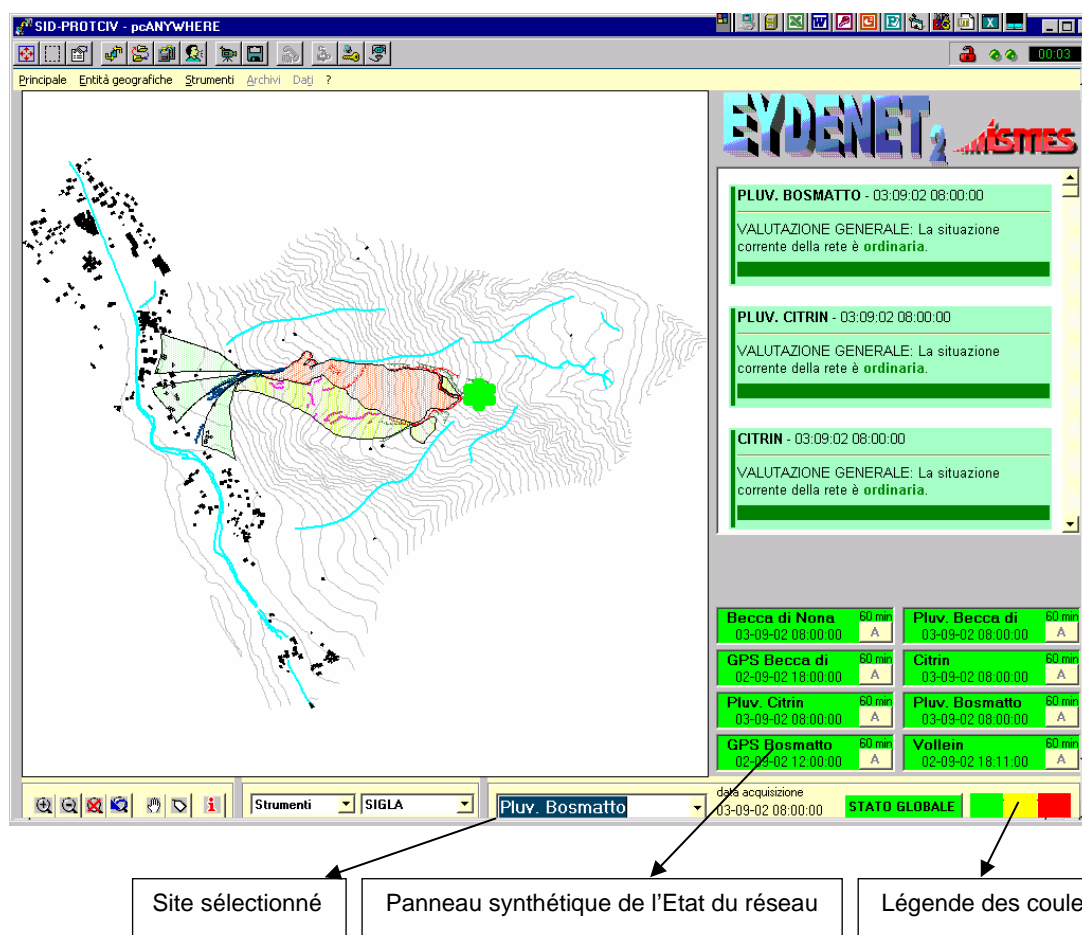 SID-PROTCIV - pcANYWHERE
00:03
Principale Entità geografiche Strumenti Archivi Dati ?
EYDENET 2 ISMES
PLUV. BOSMATTO - 03:09:02 08:00:00
VALUTAZIONE GENERALE: La situazione
corrente della rete è ordinaria.
PLUV. CITRIN - 03:09:02 08:00:00
VALUTAZIONE GENERALE: La situazione
corrente della rete è ordinaria.
CITRIN - 03:09:02 08:00:00
VALUTAZIONE GENERALE: La situazione
corrente della rete è ordinaria.
Becca di Nona 60 min
03-09-02 08:00:00 A
Pluv. Becca di 60 min
03-09-02 08:00:00 A
GPS Becca di 60 min
02-09-02 18:00:00 A
Citrin 60 min
03-09-02 08:00:00 A
Pluv. Citrin 60 min
03-09-02 08:00:00 A
Pluv. Bosmatto 60 min
03-09-02 08:00:00 A
GPS Bosmatto 60 min
02-09-02 12:00:00 A
Vollein 60 min
02-09-02 18:11:00 A
Strumenti SIGLA Pluv. Bosmatto
data acquisizione
03-09-02 08:00:00 STATO GLOBALE
Site sélectionné
Panneau synthétique de l'Etat du réseau
Légende des coule